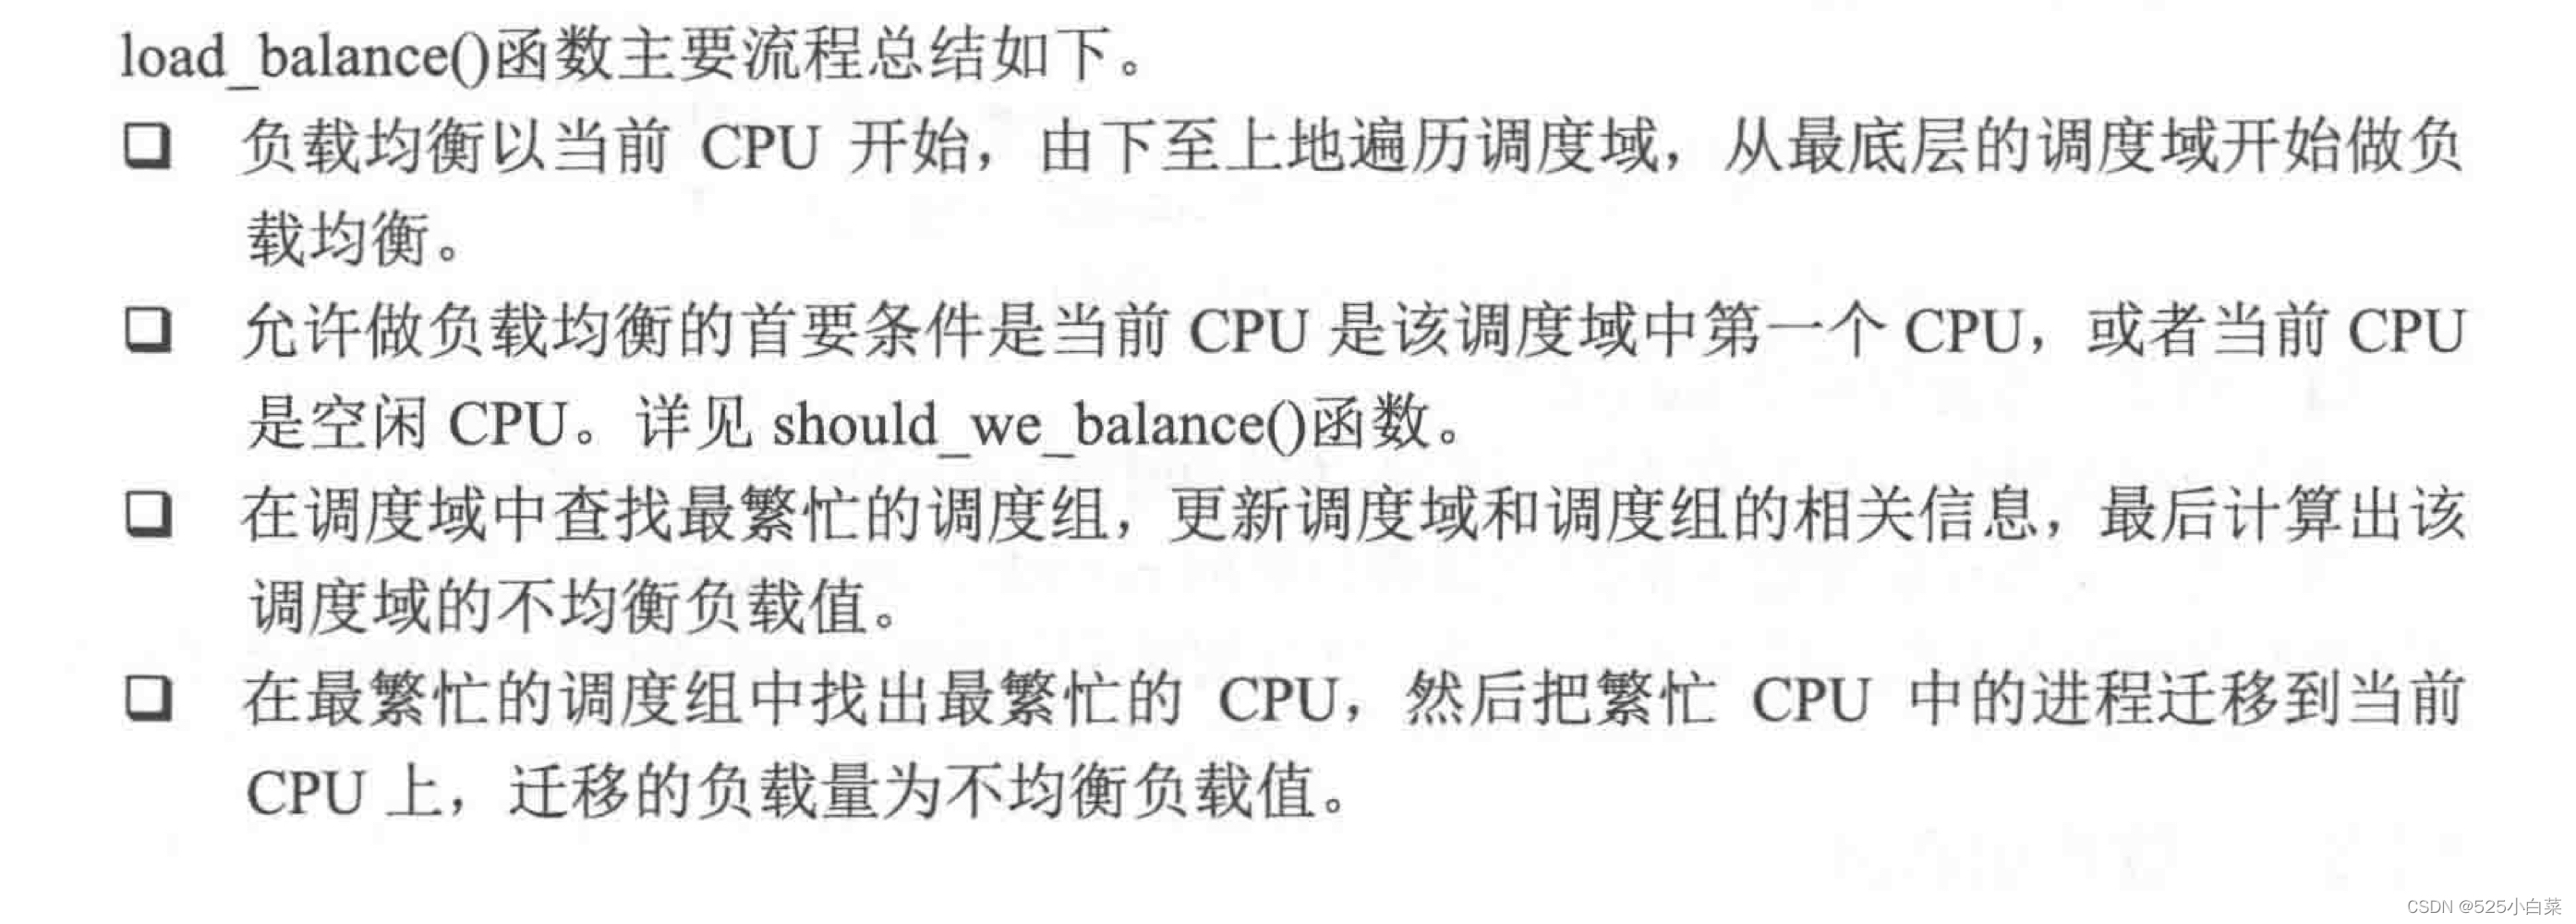 load_balance()函数主要流程总结如下。
❑ 负载均衡以当前 CPU 开始，由下至上地遍历调度域，从最底层的调度域开始做负
载均衡。
❑ 允许做负载均衡的首要条件是当前 CPU 是该调度域中第一个 CPU，或者当前 CPU
是空闲 CPU。详见 should_we_balance()函数。
❑ 在调度域中查找最繁忙的调度组，更新调度域和调度组的相关信息，最后计算出该
调度域的不均衡负载值。
❑ 在最繁忙的调度组中找出最繁忙的 CPU，然后把繁忙 CPU 中的进程迁移到当前
CPU 上，迁移的负载量为不均衡负载值。
CSDN @525小白菜